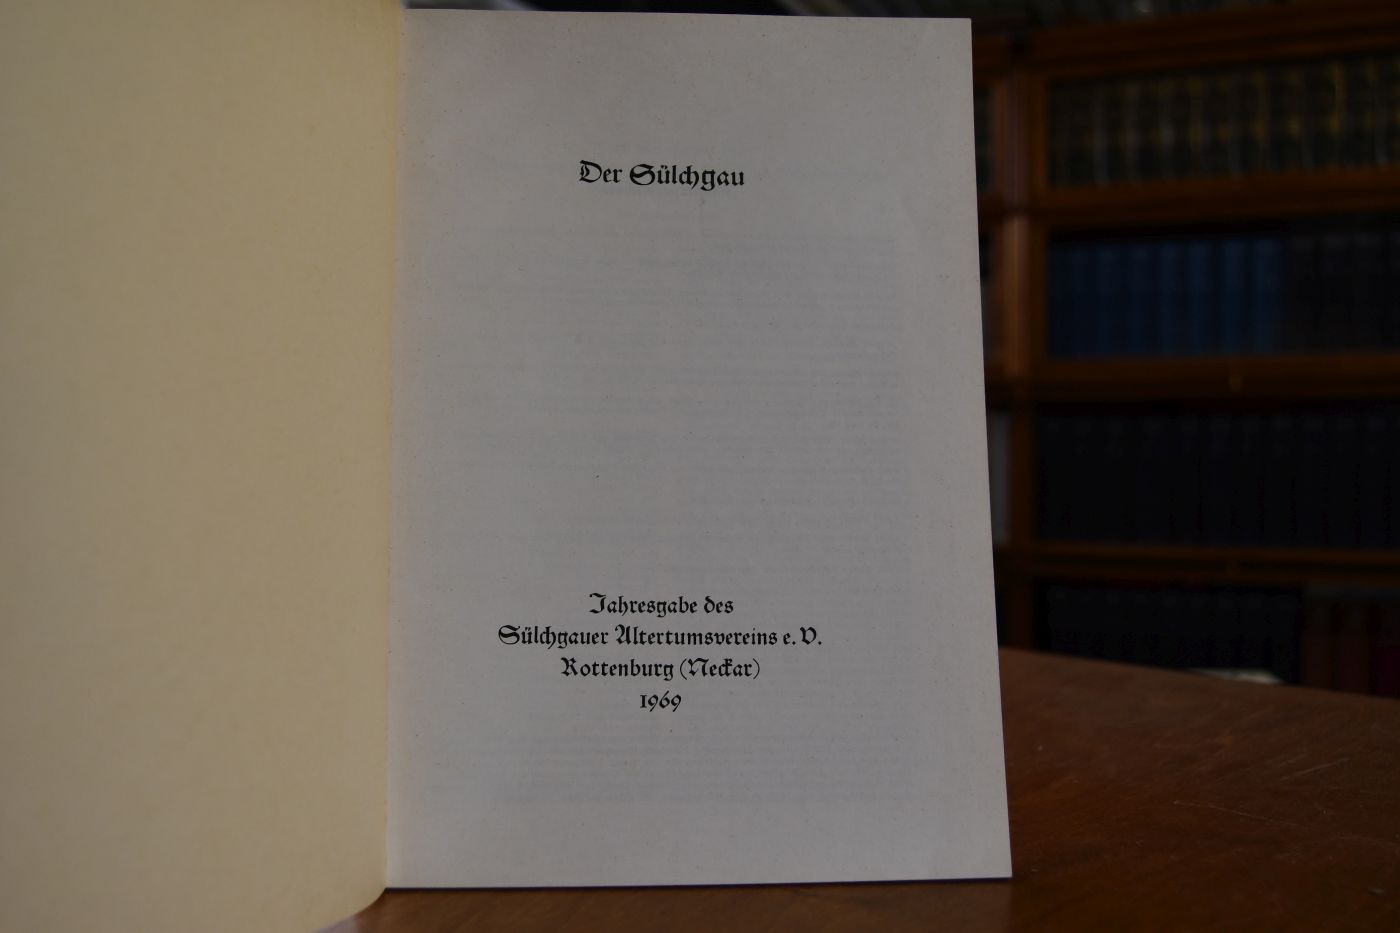 Der Sülchgau
Jahresgabe des
Sülchgauer Altertumsvereins e. V.
Rottenburg (Neckar)
1969